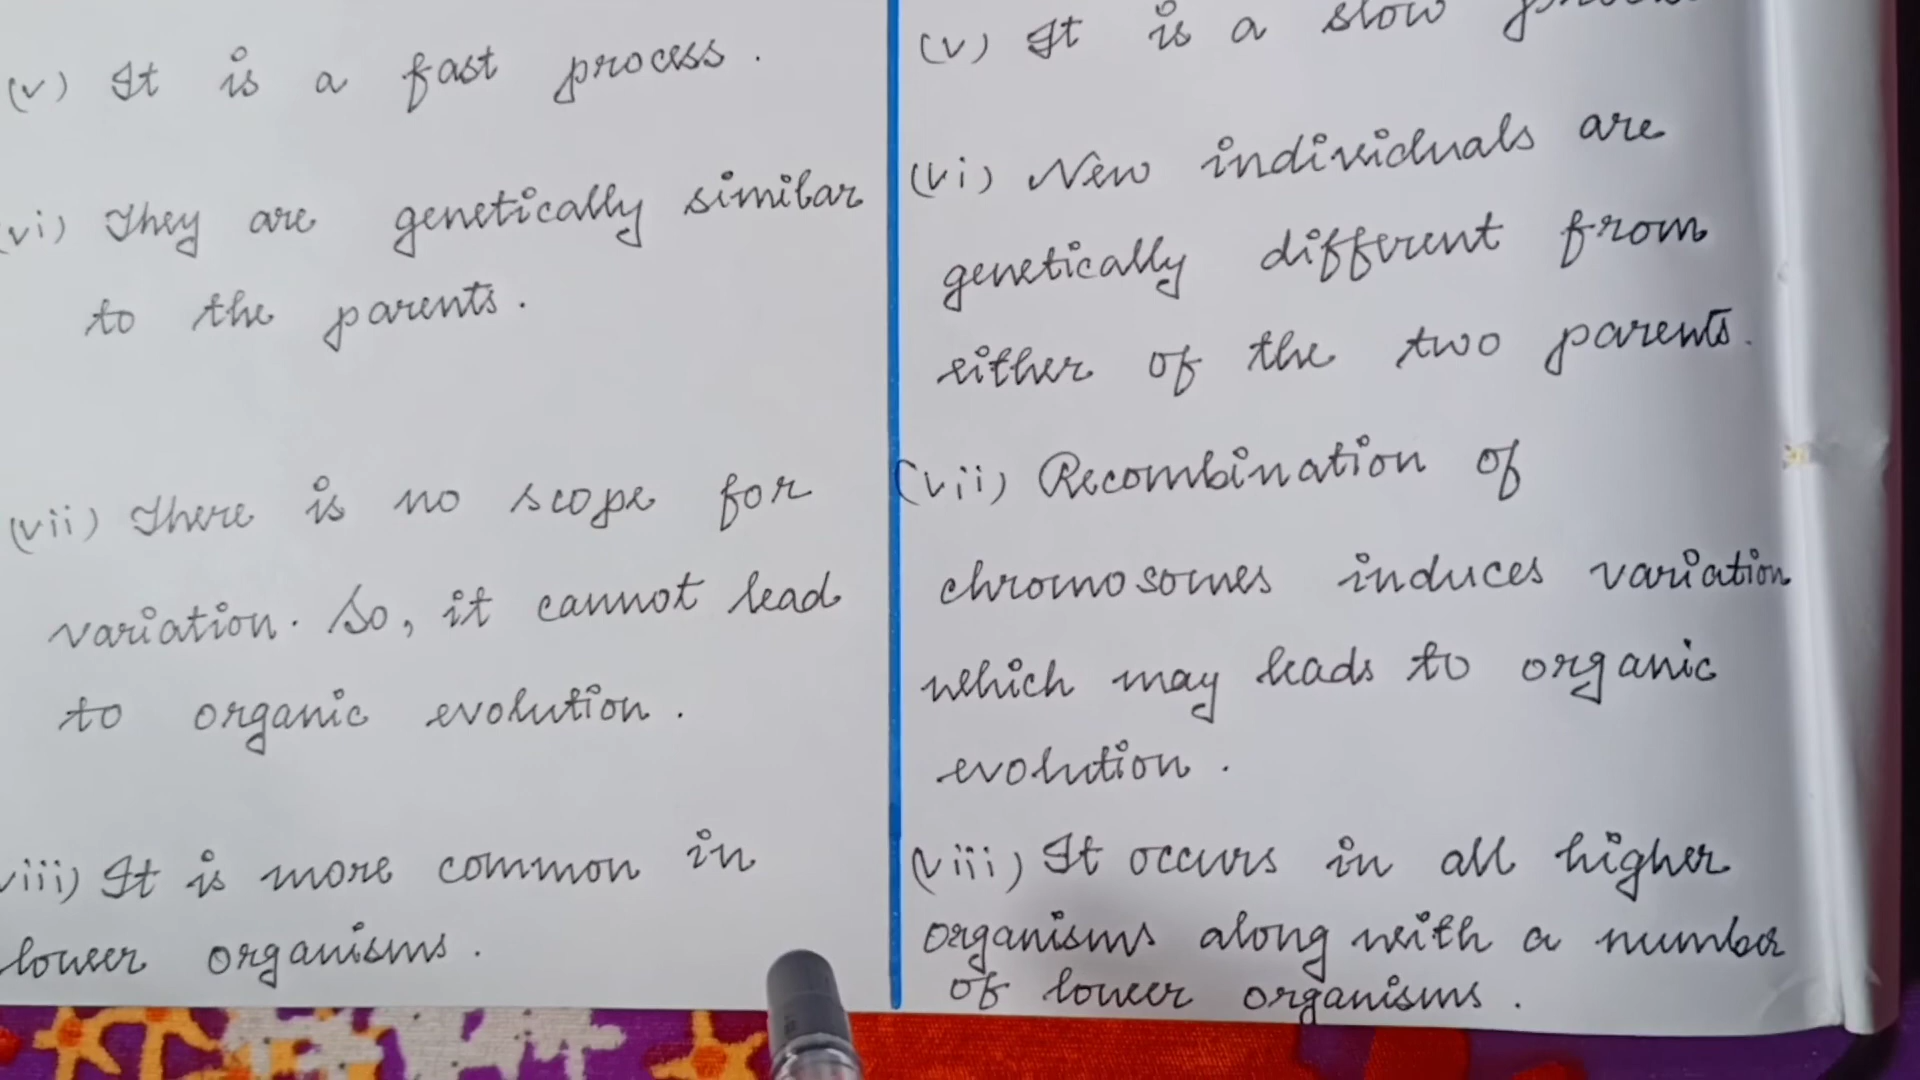 (v) It is a fast process.
(vi) They are genetically similar
to the parents.
(vii) There is no scope for
variation. So, it cannot lead
to organic evolution.
viii) It is more common in
lower organisms.
(v) It is a slow
(vi) New individuals are
genetically different from
either of the two parents.
(vii) Recombination of
chromosomes induces variation
which may leads to organic
evolution.
(viii) It occurs in all higher
organisms along with a number
of lower organisms.